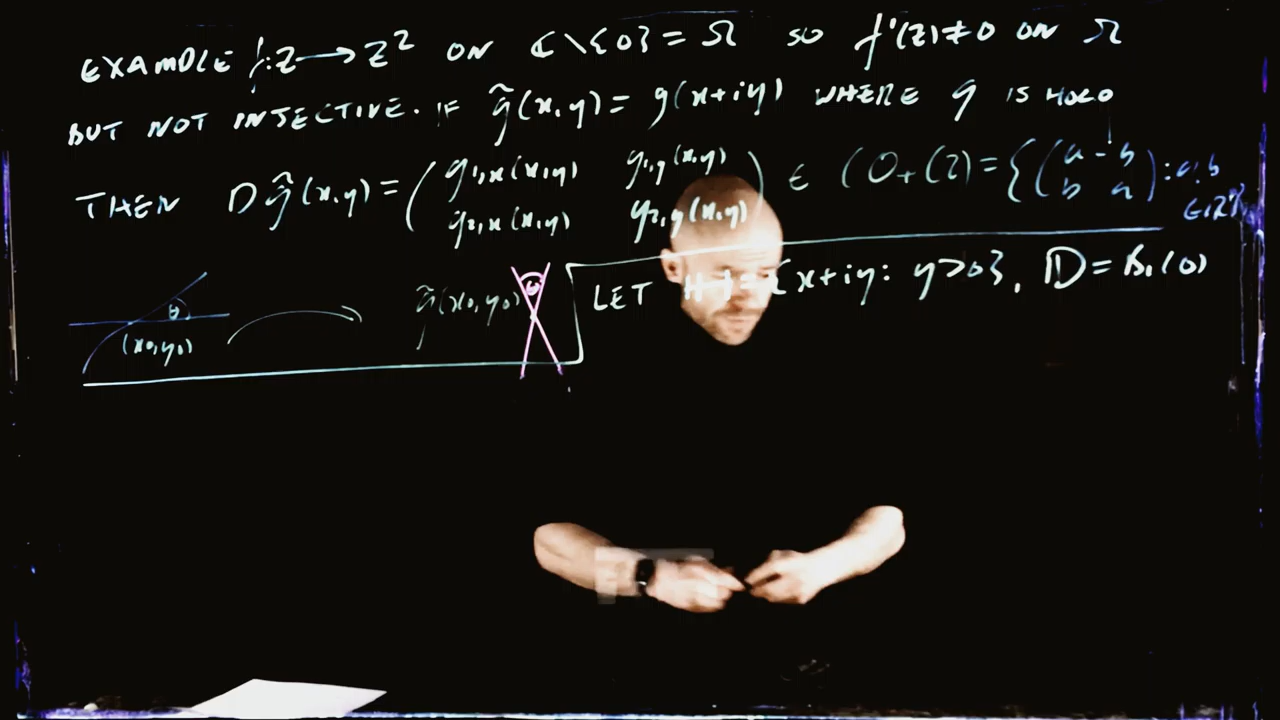 EXAMPLE f: z → z² ON ℂ\{0} = Ω SO f'(z) ≠ 0 ON Ω
BUT NOT INJECTIVE. IF g̃(x,y) = g(x+iy) WHERE g IS HOLO
THEN Dg̃(x,y) = ( g₁,ₓ(x,y) g₁,y(x,y) ) ∈ CO₊(2) = { ( a -b ) : a,b
g₂,ₓ(x,y) g₂,y(x,y) b a ∈ ℝ}
θ
(x₀,y₀)
g̃(x₀,y₀) θ
LET ℍ = {x+iy: y>0}, 𝔻 = B₁(0)